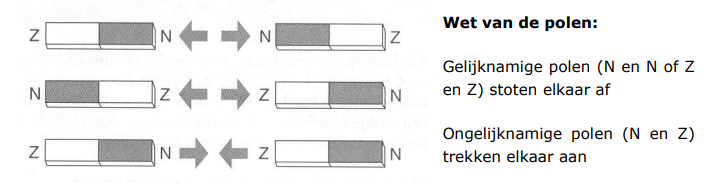 Z N N Z
N Z Z N
Z N Z N
Wet van de polen:
Gelijknamige polen (N en N of Z
en Z) stoten elkaar af
Ongelijknamige polen (N en Z)
trekken elkaar aan